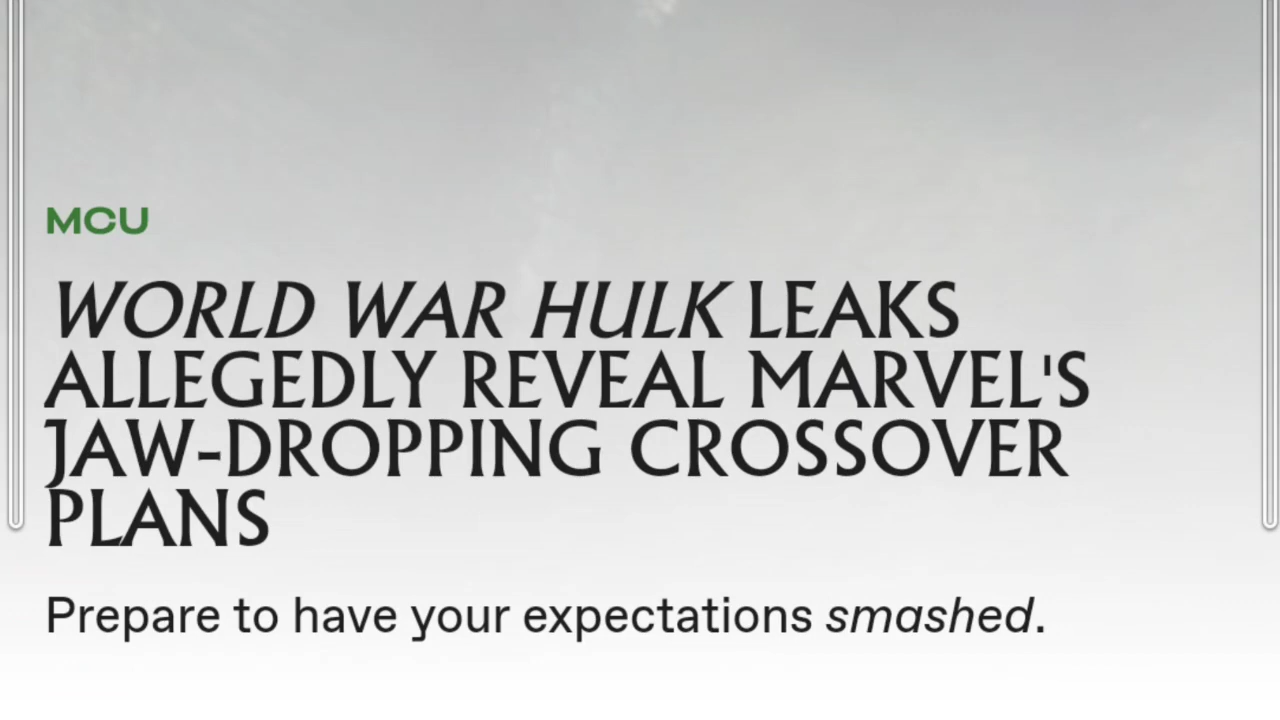 MCU
WORLD WAR HULK LEAKS
ALLEGEDLY REVEAL MARVEL'S
JAW-DROPPING CROSSOVER
PLANS
Prepare to have your expectations smashed.